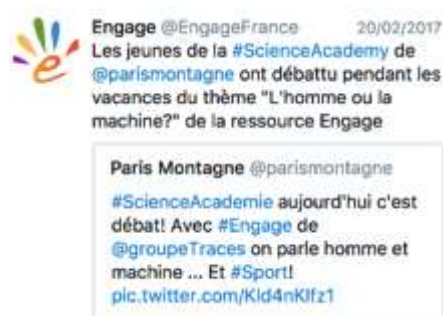 Engage @EngageFrance 20/02/2017
Les jeunes de la #ScienceAcademy de
@parismontagne ont débattu pendant les
vacances du thème "L'homme ou la
machine?" de la ressource Engage
Paris Montagne @parismontagne
#ScienceAcademie aujourd'hui c'est
débat! Avec #Engage de
@groupeTraces on parle homme et
machine ... Et #Sport!
pic.twitter.com/Kld4nKlfz1